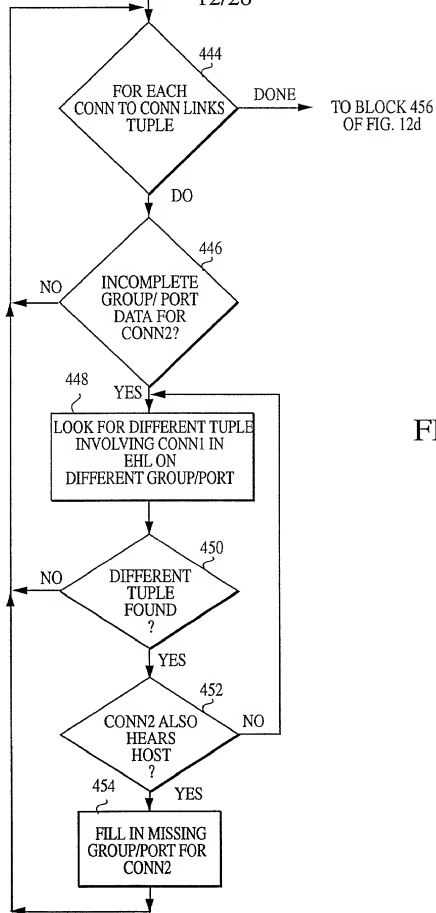 444
FOR EACH
CONN TO CONN LINKS
TUPLE
DONE
TO BLOCK 456
OF FIG. 12d
DO
446
INCOMPLETE
GROUP/ PORT
DATA FOR
CONN2?
NO
YES
448
LOOK FOR DIFFERENT TUPLE
INVOLVING CONN1 IN
EHL ON
DIFFERENT GROUP/PORT
450
DIFFERENT
TUPLE
FOUND
?
NO
YES
452
CONN2 ALSO
HEARS
HOST
?
NO
YES
454
FILL IN MISSING
GROUP/PORT FOR
CONN2